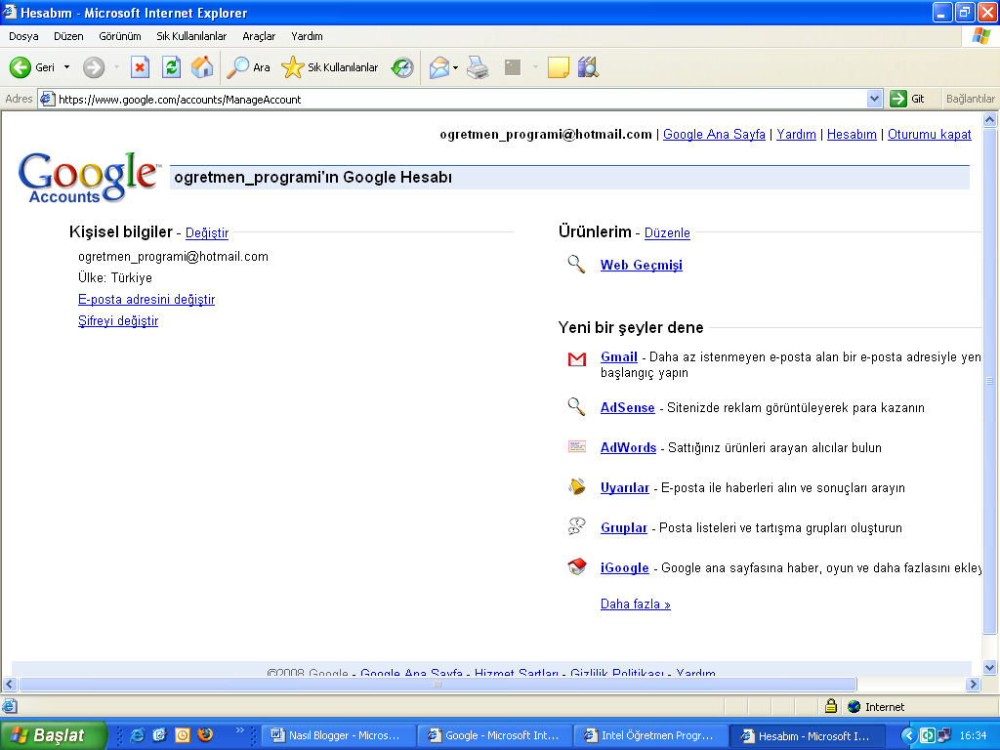 Hesabım - Microsoft Internet Explorer
Dosya Düzen Görünüm Sık Kullanılanlar Araçlar Yardım
Geri Ara Sık Kullanılanlar
Adres https://www.google.com/accounts/ManageAccount Git Bağlantılar
ogretmen_programi@hotmail.com | Google Ana Sayfa | Yardım | Hesabım | Oturumu kapat
Google™
Accounts
ogretmen_programi'ın Google Hesabı
Kişisel bilgiler - Değiştir
ogretmen_programi@hotmail.com
Ülke: Türkiye
E-posta adresini değiştir
Şifreyi değiştir
Ürünlerim - Düzenle
Web Geçmişi
Yeni bir şeyler dene
Gmail - Daha az istenmeyen e-posta alan bir e-posta adresiyle yen
başlangıç yapın
AdSense - Sitenizde reklam görüntüleyerek para kazanın
AdWords - Sattığınız ürünleri arayan alıcılar bulun
Uyarılar - E-posta ile haberleri alın ve sonuçları arayın
Gruplar - Posta listeleri ve tartışma grupları oluşturun
iGoogle - Google ana sayfasına haber, oyun ve daha fazlasını ekley
Daha fazla »
©2008 Google - Google Ana Sayfa - Hizmet Şartları - Gizlilik Politikası - Yardım
Internet
Başlat Nasıl Blogger - Micros... Google - Microsoft Int... Intel Öğretmen Progr... Hesabım - Microsoft I... 16:34